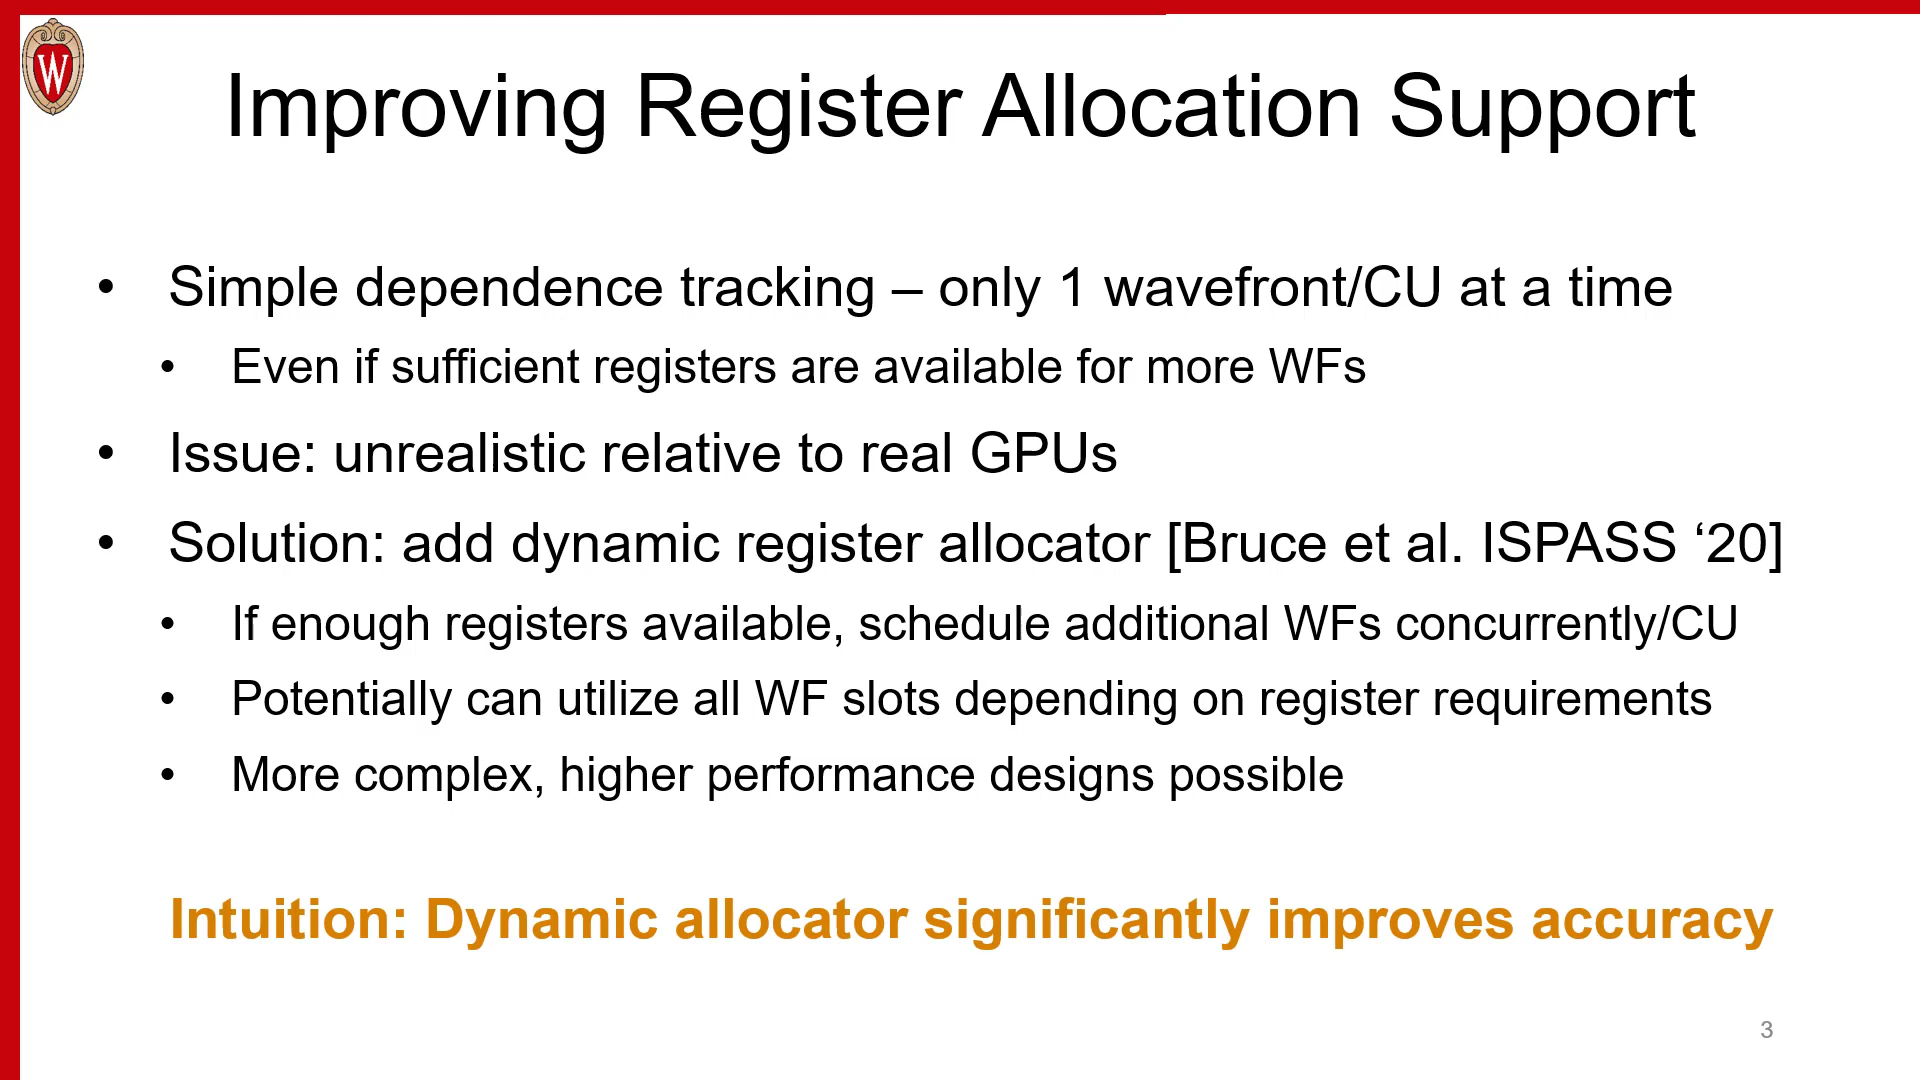 W
Improving Register Allocation Support
• Simple dependence tracking – only 1 wavefront/CU at a time
• Even if sufficient registers are available for more WFs
• Issue: unrealistic relative to real GPUs
• Solution: add dynamic register allocator [Bruce et al. ISPASS ‘20]
• If enough registers available, schedule additional WFs concurrently/CU
• Potentially can utilize all WF slots depending on register requirements
• More complex, higher performance designs possible
Intuition: Dynamic allocator significantly improves accuracy
3